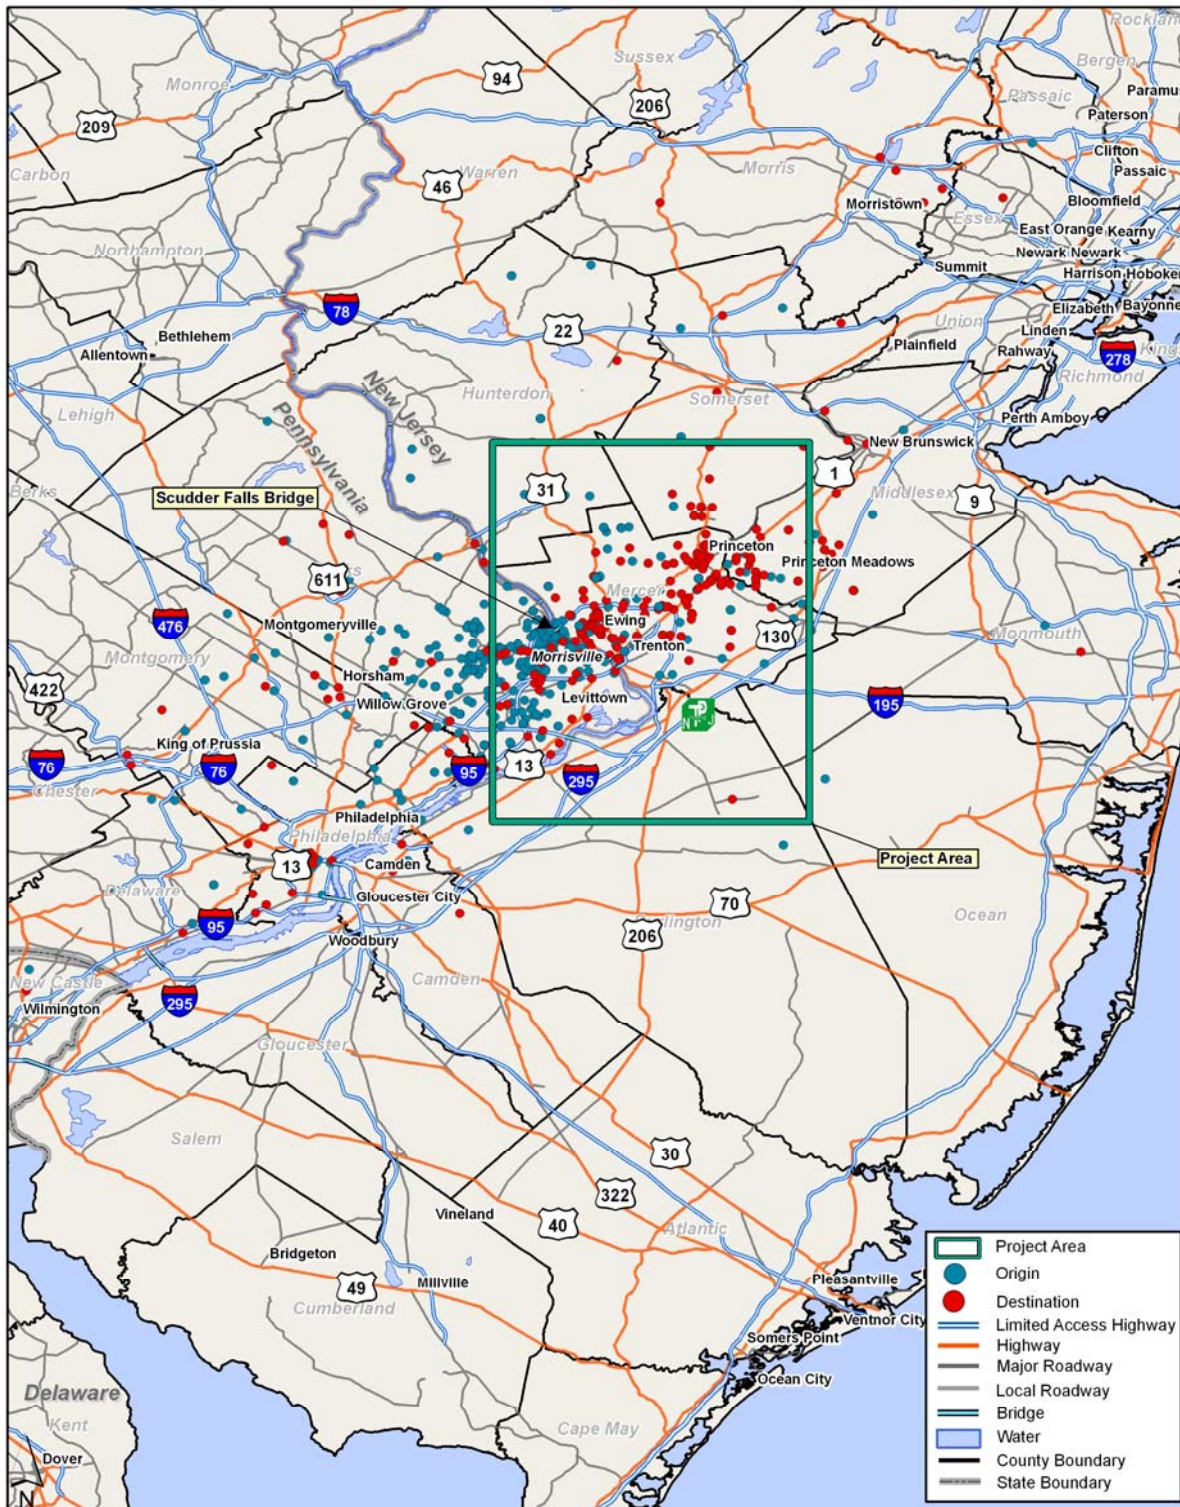 Rockland
Sussex
Bergen
Monroe
94
Passaic
Paramus
206
Paterson
209
Clifton
Carbon
Warren
Morris
Passaic
46
Morristown
Bloomfield
Essex
East Orange
Kearny
Northampton
Newark
Newark
Summit
Harrison
Hoboken
78
Elizabeth
Bayonne
Union
22
Linden
Bethlehem
Plainfield
Allentown
Rahway
278
Kings
Richmond
New Jersey
Hunterdon
Somerset
Lehigh
Perth Amboy
Pennsylvania
New Brunswick
1
Berks
31
Middlesex
Scudder Falls Bridge
9
Princeton
Princeton Meadows
611
Mercer
476
Montgomeryville
Ewing
130
Monmouth
Montgomery
Trenton
Morrisville
Horsham
422
Levittown
Willow Grove
195
NJ
King of Prussia
76
76
95
13
295
Chester
Philadelphia
Philadelphia
13
Camden
Project Area
Delaware
Gloucester City
70
Ocean
95
206
lington
Woodbury
New Castle
Camden
Wilmington
295
Gloucester
Salem
30
322
Vineland
40
Atlantic
Bridgeton
Millville
49
Pleasantville
Cumberland
Ventnor City
Somers Point
Ocean City
Delaware
Kent
Cape May
Dover
N
Project Area
Origin
Destination
Limited Access Highway
Highway
Major Roadway
Local Roadway
Bridge
Water
County Boundary
State Boundary